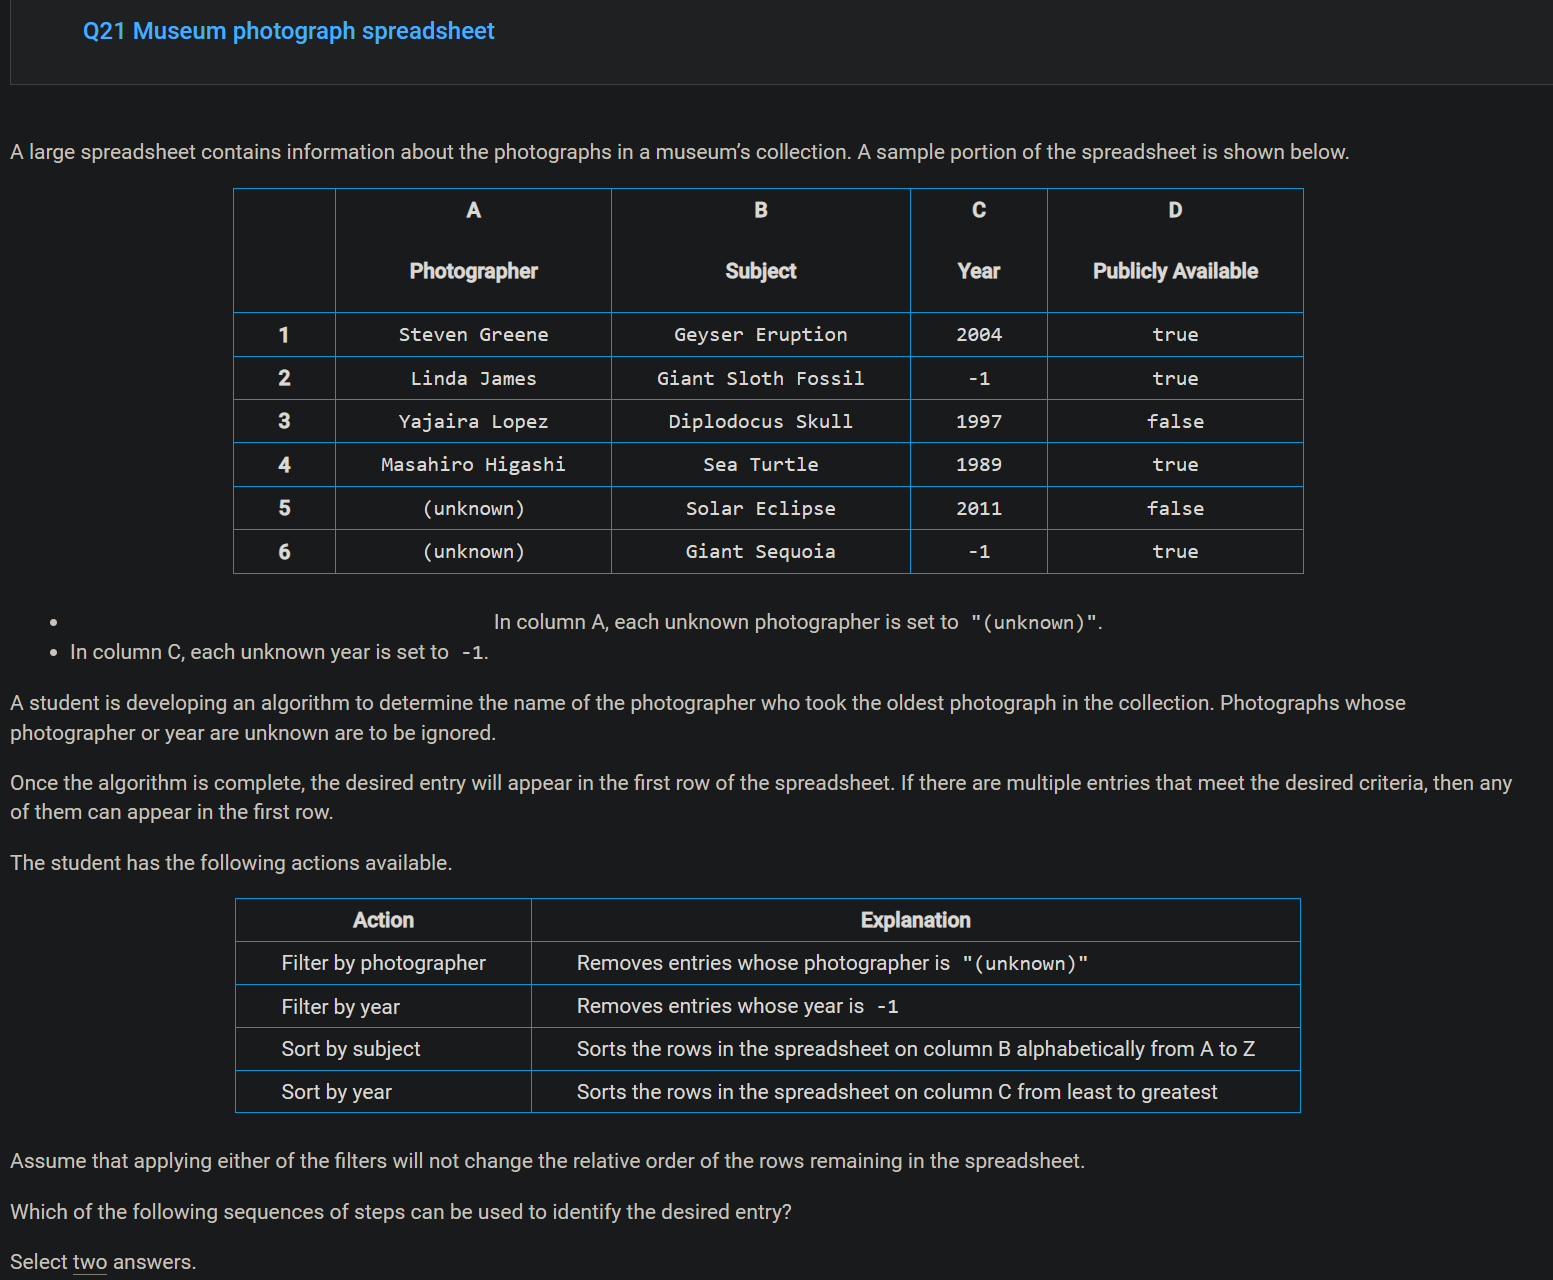 Q21 Museum photograph spreadsheet
A large spreadsheet contains information about the photographs in a museum’s collection. A sample portion of the spreadsheet is shown below.
A B C D
Photographer Subject Year Publicly Available
1 Steven Greene Geyser Eruption 2004 true
2 Linda James Giant Sloth Fossil -1 true
3 Yajaira Lopez Diplodocus Skull 1997 false
4 Masahiro Higashi Sea Turtle 1989 true
5 (unknown) Solar Eclipse 2011 false
6 (unknown) Giant Sequoia -1 true
• In column A, each unknown photographer is set to "(unknown)".
• In column C, each unknown year is set to -1.
A student is developing an algorithm to determine the name of the photographer who took the oldest photograph in the collection. Photographs whose
photographer or year are unknown are to be ignored.
Once the algorithm is complete, the desired entry will appear in the first row of the spreadsheet. If there are multiple entries that meet the desired criteria, then any
of them can appear in the first row.
The student has the following actions available.
Action Explanation
Filter by photographer Removes entries whose photographer is "(unknown)"
Filter by year Removes entries whose year is -1
Sort by subject Sorts the rows in the spreadsheet on column B alphabetically from A to Z
Sort by year Sorts the rows in the spreadsheet on column C from least to greatest
Assume that applying either of the filters will not change the relative order of the rows remaining in the spreadsheet.
Which of the following sequences of steps can be used to identify the desired entry?
Select two answers.